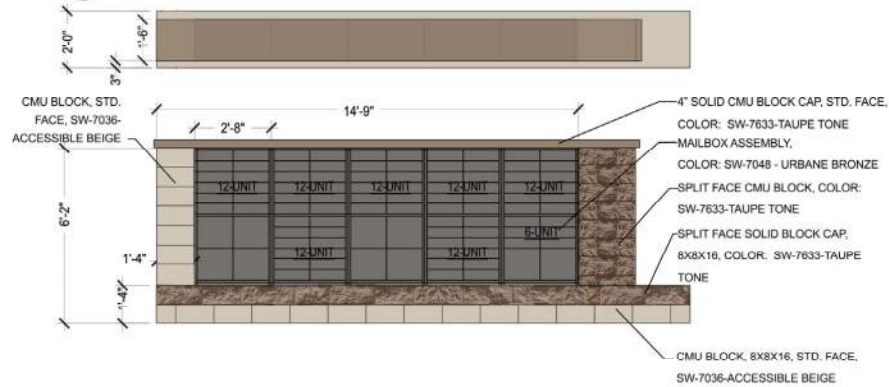 2'-0"
1'-6"
3"
CMU BLOCK, STD.
FACE, SW-7036-
ACCESSIBLE BEIGE
14'-9"
2'-8"
4" SOLID CMU BLOCK CAP, STD. FACE,
COLOR: SW-7633-TAUPE TONE
MAILBOX ASSEMBLY,
COLOR: SW-7048 - URBANE BRONZE
SPLIT FACE CMU BLOCK, COLOR:
SW-7633-TAUPE TONE
SPLIT FACE SOLID BLOCK CAP,
8X8X16, COLOR: SW-7633-TAUPE
TONE
12-UNIT 12-UNIT 12-UNIT 12-UNIT 12-UNIT
6-UNIT
12-UNIT 12-UNIT
6'-2"
1'-4"
1'-4"
CMU BLOCK, 8X8X16, STD. FACE,
SW-7036-ACCESSIBLE BEIGE